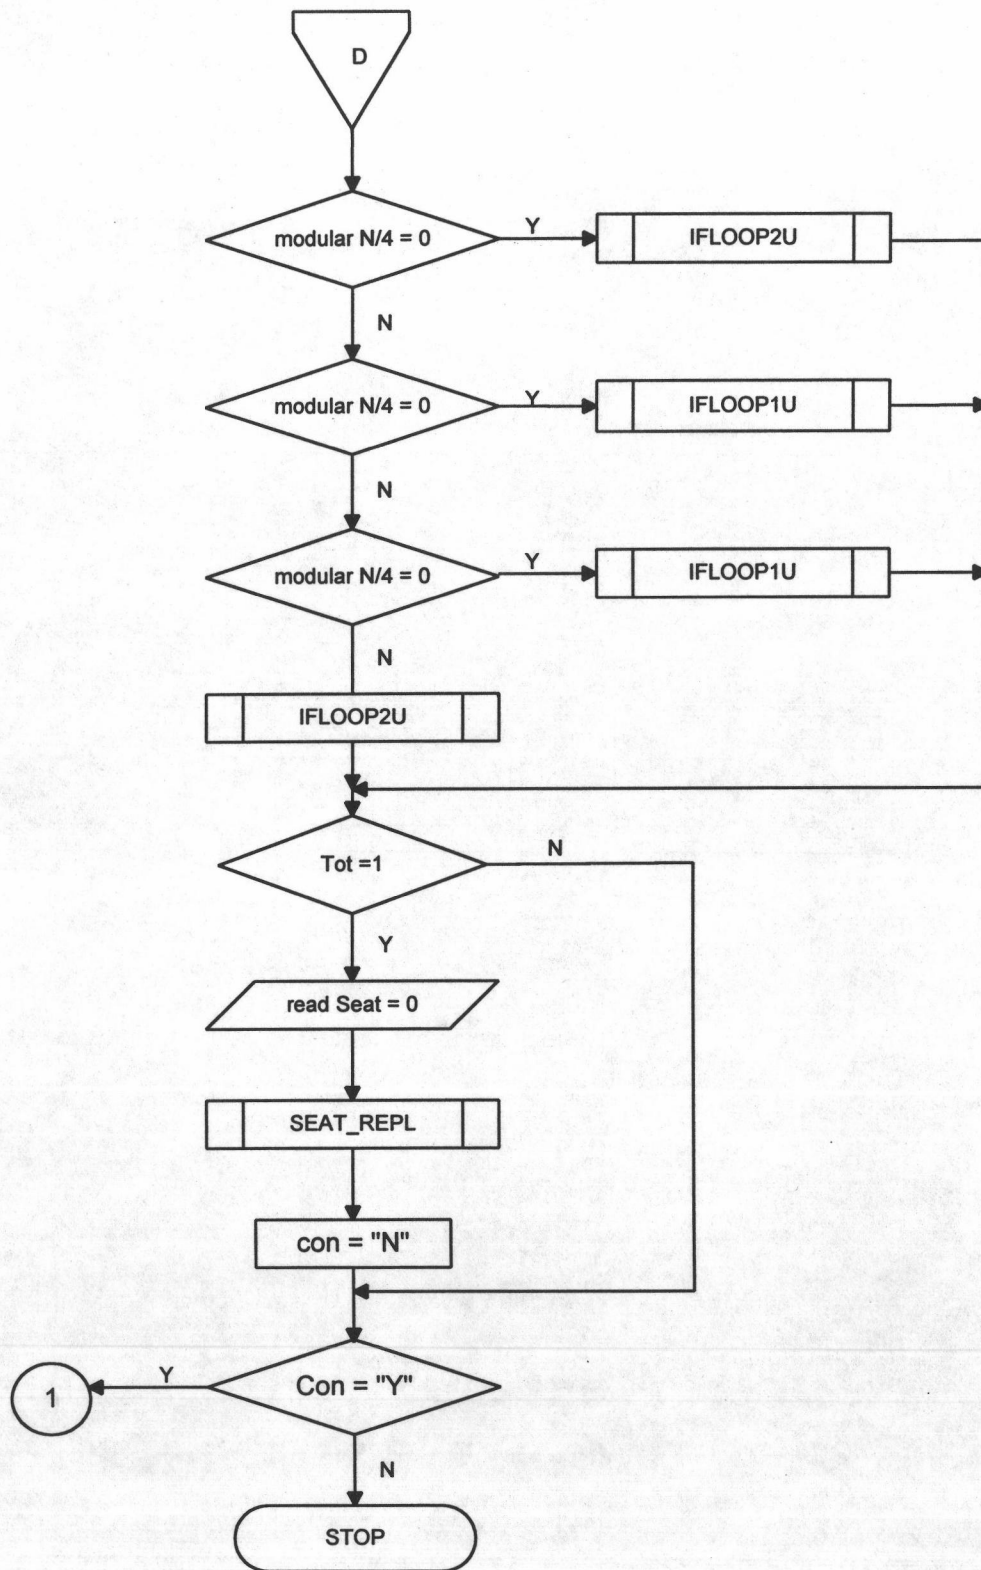 D
modular N/4 = 0
Y
IFLOOP2U
N
modular N/4 = 0
Y
IFLOOP1U
N
modular N/4 = 0
Y
IFLOOP1U
N
IFLOOP2U
Tot =1
N
Y
read Seat = 0
SEAT_REPL
con = "N"
Con = "Y"
Y
1
N
STOP